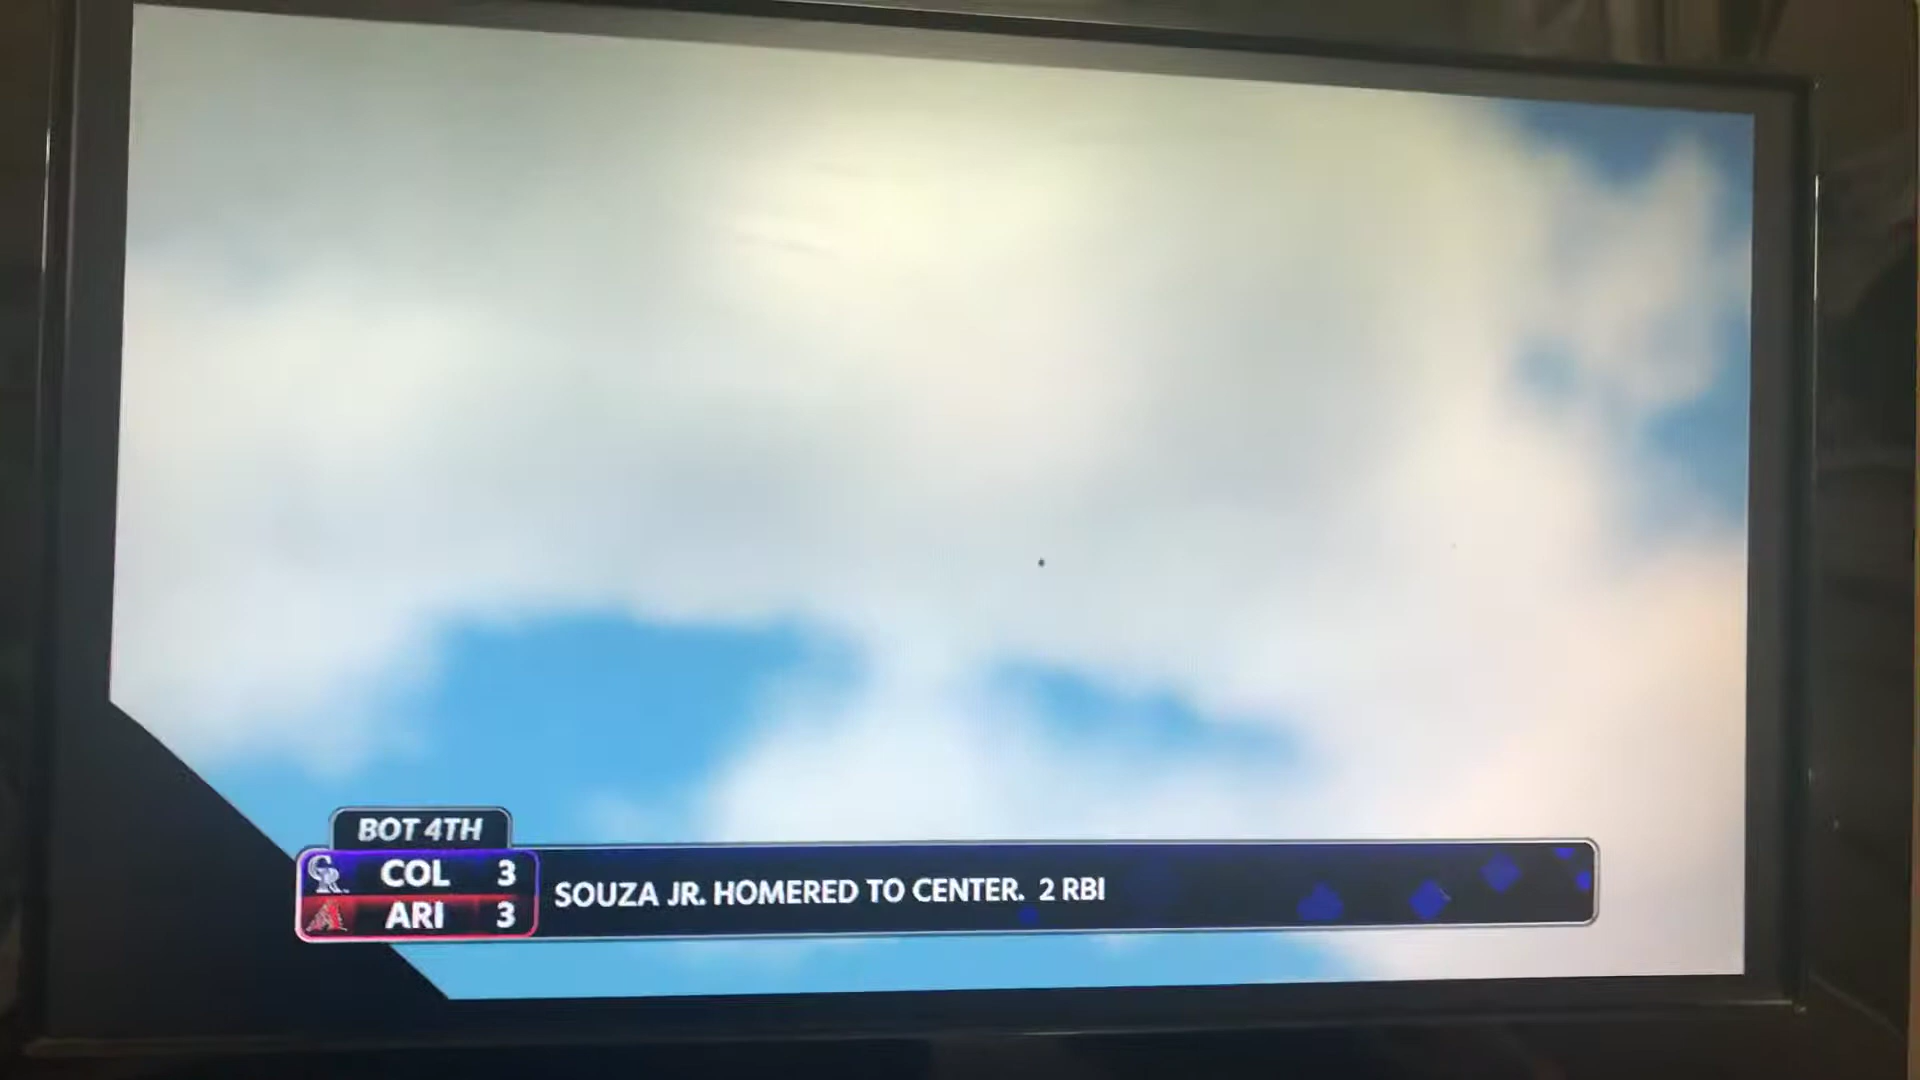 BOT 4TH
COL 3
ARI 3
SOUZA JR. HOMERED TO CENTER. 2 RBI